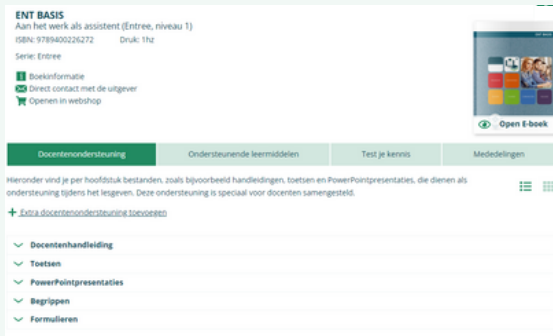 ENT BASIS
Aan het werk als assistent (Entree, niveau 1)
ISBN: 9789400226272 Druk: 1hz
Serie: Entree
Boekinformatie
Direct contact met de uitgever
Openen in webshop
ENT BASIS
Open E-boek
Docentenondersteuning Ondersteunende leermiddelen Test je kennis Mededelingen
Hieronder vind je per hoofdstuk bestanden, zoals bijvoorbeeld handleidingen, toetsen en PowerPointpresentaties, die dienen als
ondersteuning tijdens het lesgeven. Deze ondersteuning is speciaal voor docenten samengesteld.
Extra docentenondersteuning toevoegen
Docentenhandleiding
Toetsen
PowerPointpresentaties
Begrippen
Formulieren